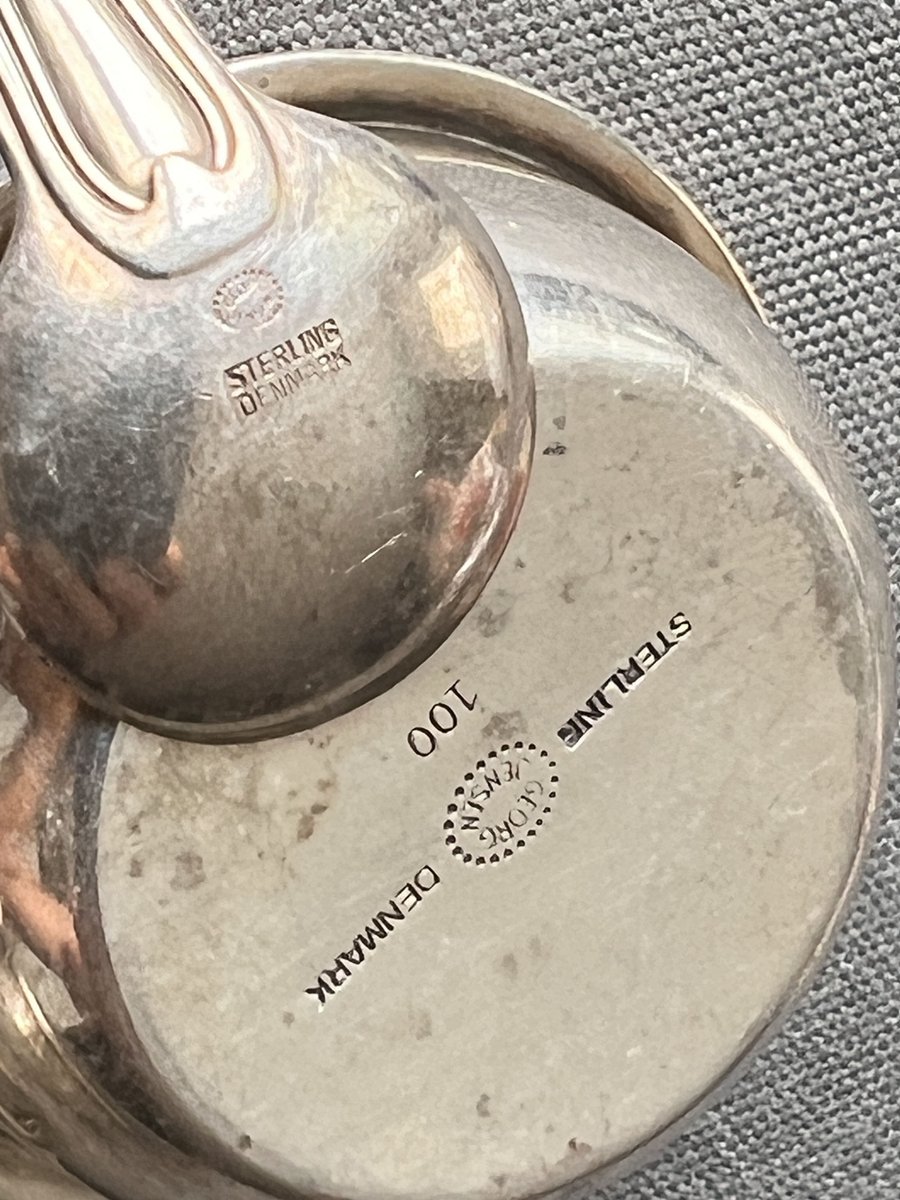 STERLING
DENMARK
100
STERLING
GEORG
JENSEN
DENMARK